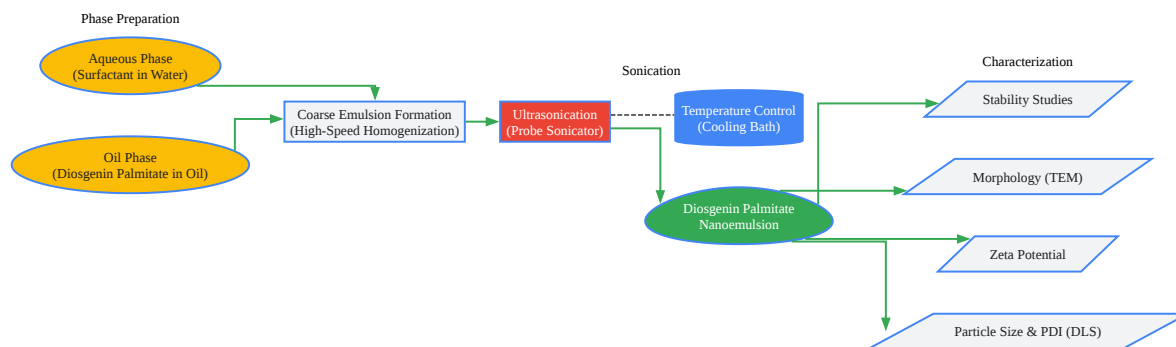 Phase Preparation
Aqueous Phase
(Surfactant in Water)
Oil Phase
(Diosgenin Palmitate in Oil)
Coarse Emulsion Formation
(High-Speed Homogenization)
Sonication
Ultrasonication
(Probe Sonicator)
Temperature Control
(Cooling Bath)
Diosgenin Palmitate
Nanoemulsion
Characterization
Stability Studies
Morphology (TEM)
Zeta Potential
Particle Size & PDI (DLS)